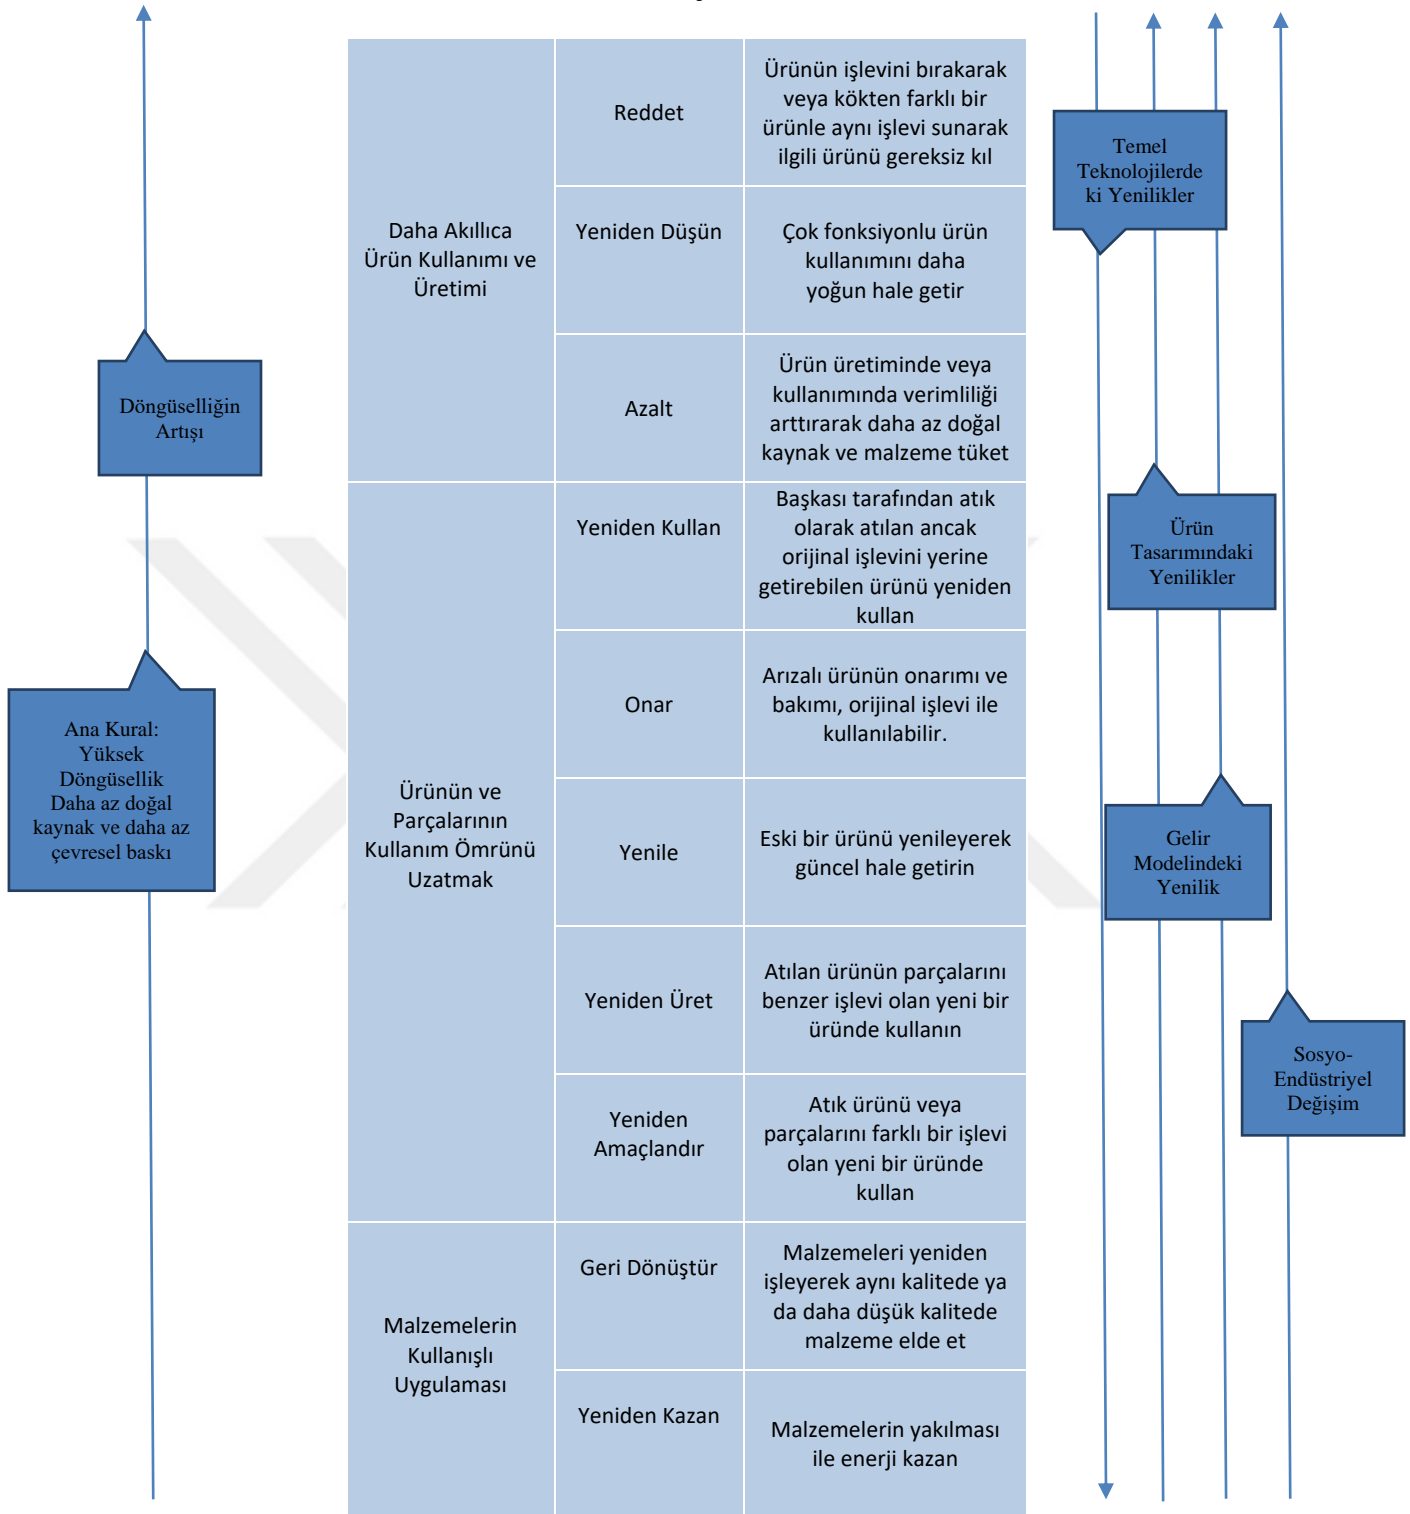 Döngüselliğin
Artışı
Ana Kural:
Yüksek
Döngüsellik
Daha az doğal
kaynak ve daha az
çevresel baskı
Daha Akıllıca
Ürün Kullanımı ve
Üretimi
Reddet
Ürünün işlevini bırakarak
veya kökten farklı bir
ürünle aynı işlevi sunarak
ilgili ürünü gereksiz kıl
Yeniden Düşün
Çok fonksiyonlu ürün
kullanımını daha
yoğun hale getir
Azalt
Ürün üretiminde veya
kullanımında verimliliği
arttırarak daha az doğal
kaynak ve malzeme tüket
Ürünün ve
Parçalarının
Kullanım Ömrünü
Uzatmak
Yeniden Kullan
Başkası tarafından atık
olarak atılan ancak
orijinal işlevini yerine
getirebilen ürünü yeniden
kullan
Onar
Arızalı ürünün onarımı ve
bakımı, orijinal işlevi ile
kullanılabilir.
Yenile
Eski bir ürünü yenileyerek
güncel hale getirin
Yeniden Üret
Atılan ürünün parçalarını
benzer işlevi olan yeni bir
üründe kullanın
Yeniden
Amaçlandır
Atık ürünü veya
parçalarını farklı bir işlevi
olan yeni bir üründe
kullan
Malzemelerin
Kullanışlı
Uygulaması
Geri Dönüştür
Malzemeleri yeniden
işleyerek aynı kalitede ya
da daha düşük kalitede
malzeme elde et
Yeniden Kazan
Malzemelerin yakılması
ile enerji kazan
Temel
Teknolojilerde
ki Yenilikler
Ürün
Tasarımındaki
Yenilikler
Gelir
Modelindeki
Yenilik
Sosyo-
Endüstriyel
Değişim